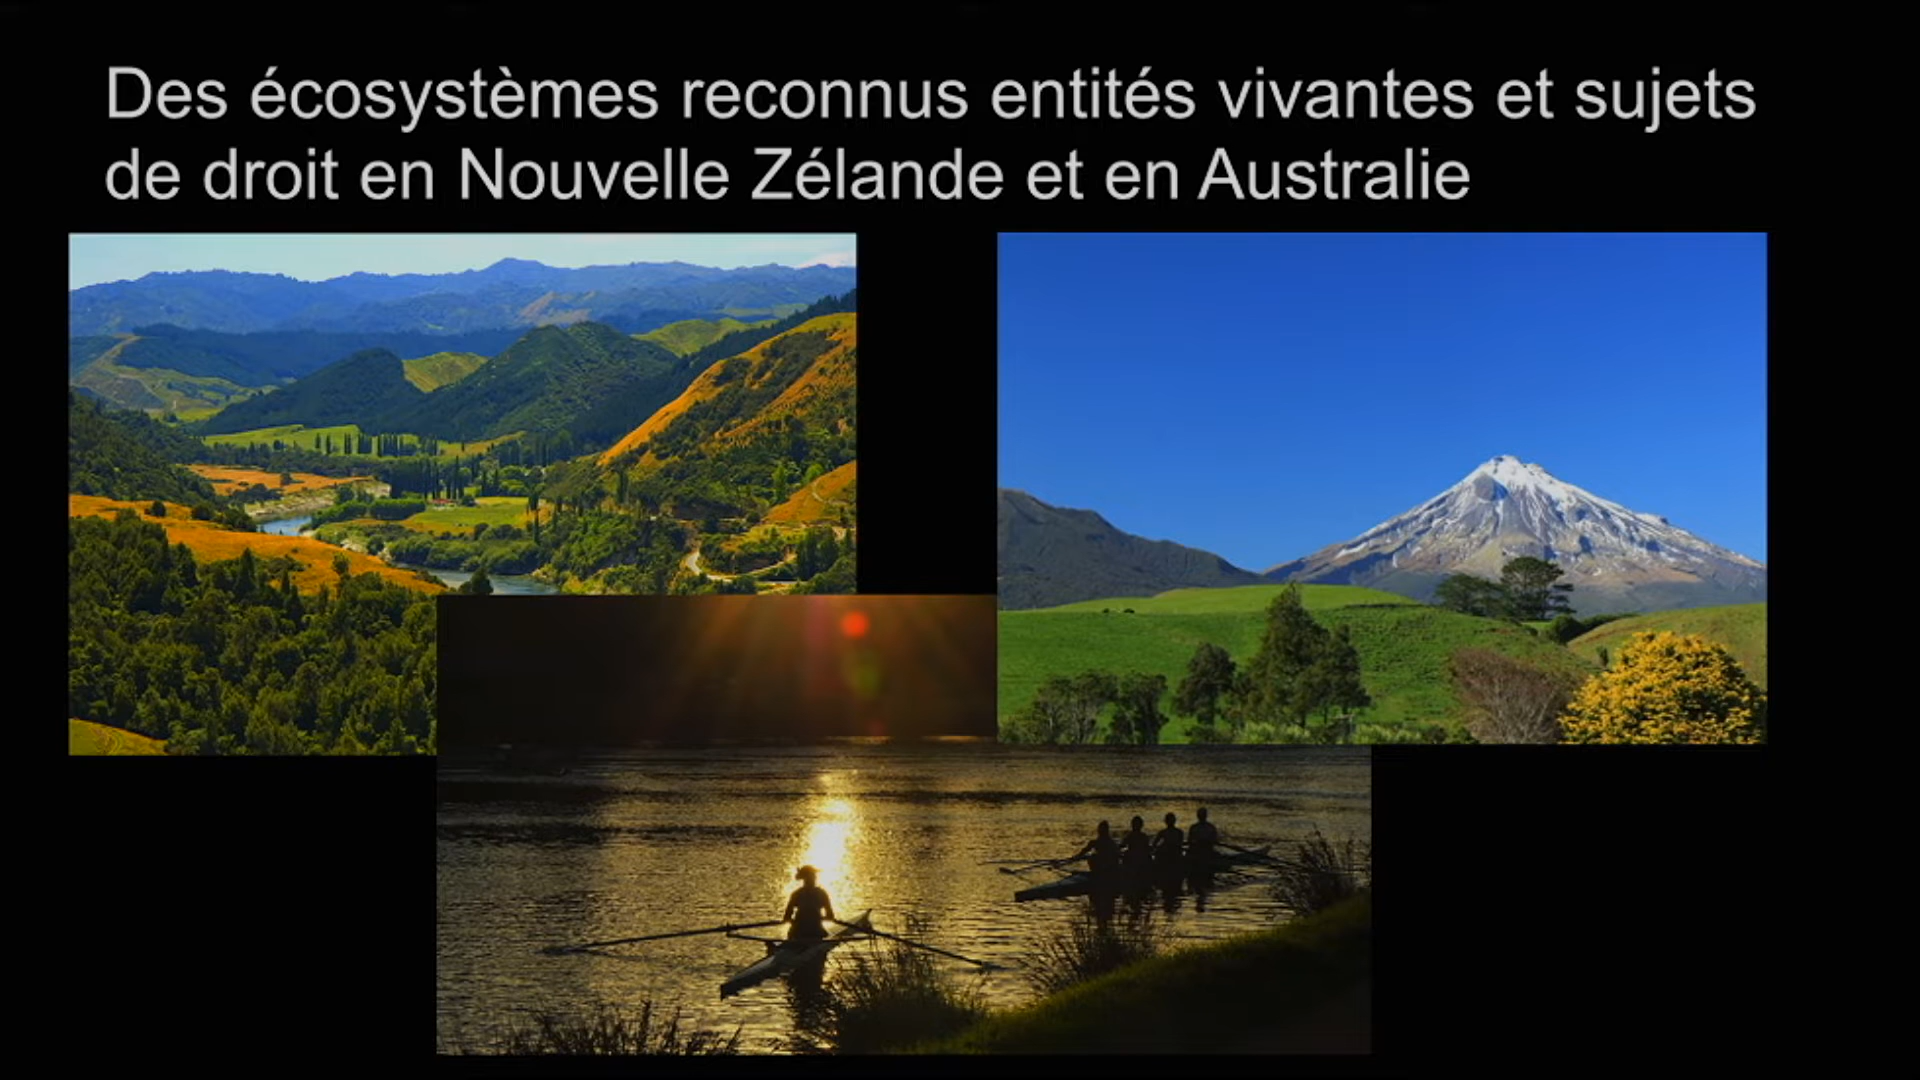 Des écosystèmes reconnus entités vivantes et sujets
de droit en Nouvelle Zélande et en Australie